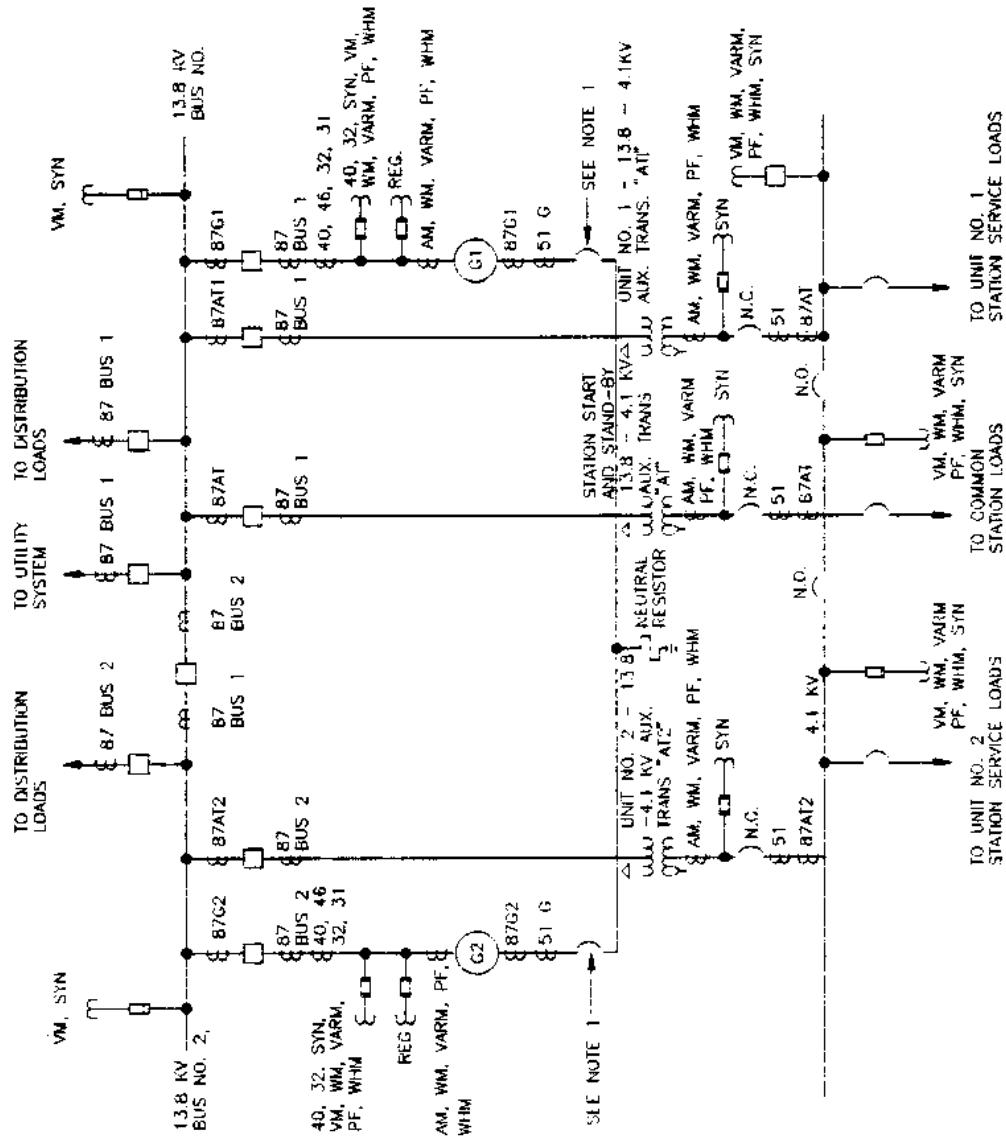 VM, SYN
13.8 KV
BUS NO. 2,
87G2
87
BUS 2
40, 46
32, 31
40, 32, SYN,
VM, WM, VARM,
PF, WHM
REG
AM, WM, VARM, PF,
WHM
G2
87G2
51 G
SEE NOTE 1
TO DISTRIBUTION
LOADS
87 BUS 2
87AT2
87
BUS 2
87
BUS 1
87
BUS 2
TO UTILITY
SYSTEM
87 BUS 1
TO DISTRIBUTION
LOADS
87 BUS 1
87AT
87
BUS 1
87AT1
87
BUS 1
VM, SYN
13.8 KV
BUS NO.
87G1
87
BUS 1
40, 46, 32, 31
40, 32, SYN, VM,
WM, VARM, PF, WHM
REG.
AM, WM, VARM, PF, WHM
G1
87G1
51 G
SEE NOTE 1
UNIT NO. 2 - 13.8
-4.1 KV AUX.
TRANS "AT2"
AM, WM, VARM, PF, WHM
SYN
N.C.
51
87AT2
NEUTRAL
RESISTOR
STATION START
AND STAND-BY
13.8 - 4.1 KV
AUX. TRANS
"AT"
AM, WM, VARM
PF, WHM
SYN
N.C.
51
87AT
UNIT NO. 1 - 13.8 - 4.1KV
AUX. TRANS. "AT1"
AM, WM, VARM, PF, WHM
SYN
N.C.
51
87AT
VM, WM, VARM,
PF, WHM, SYN
4.1 KV
N.O.
N.O.
TO UNIT NO. 2
STATION SERVICE LOADS
VM, WM, VARM
PF, WHM, SYN
TO COMMON
STATION LOADS
VM, WM, VARM
PF, WHM, SYN
TO UNIT NO. 1
STATION SERVICE LOADS